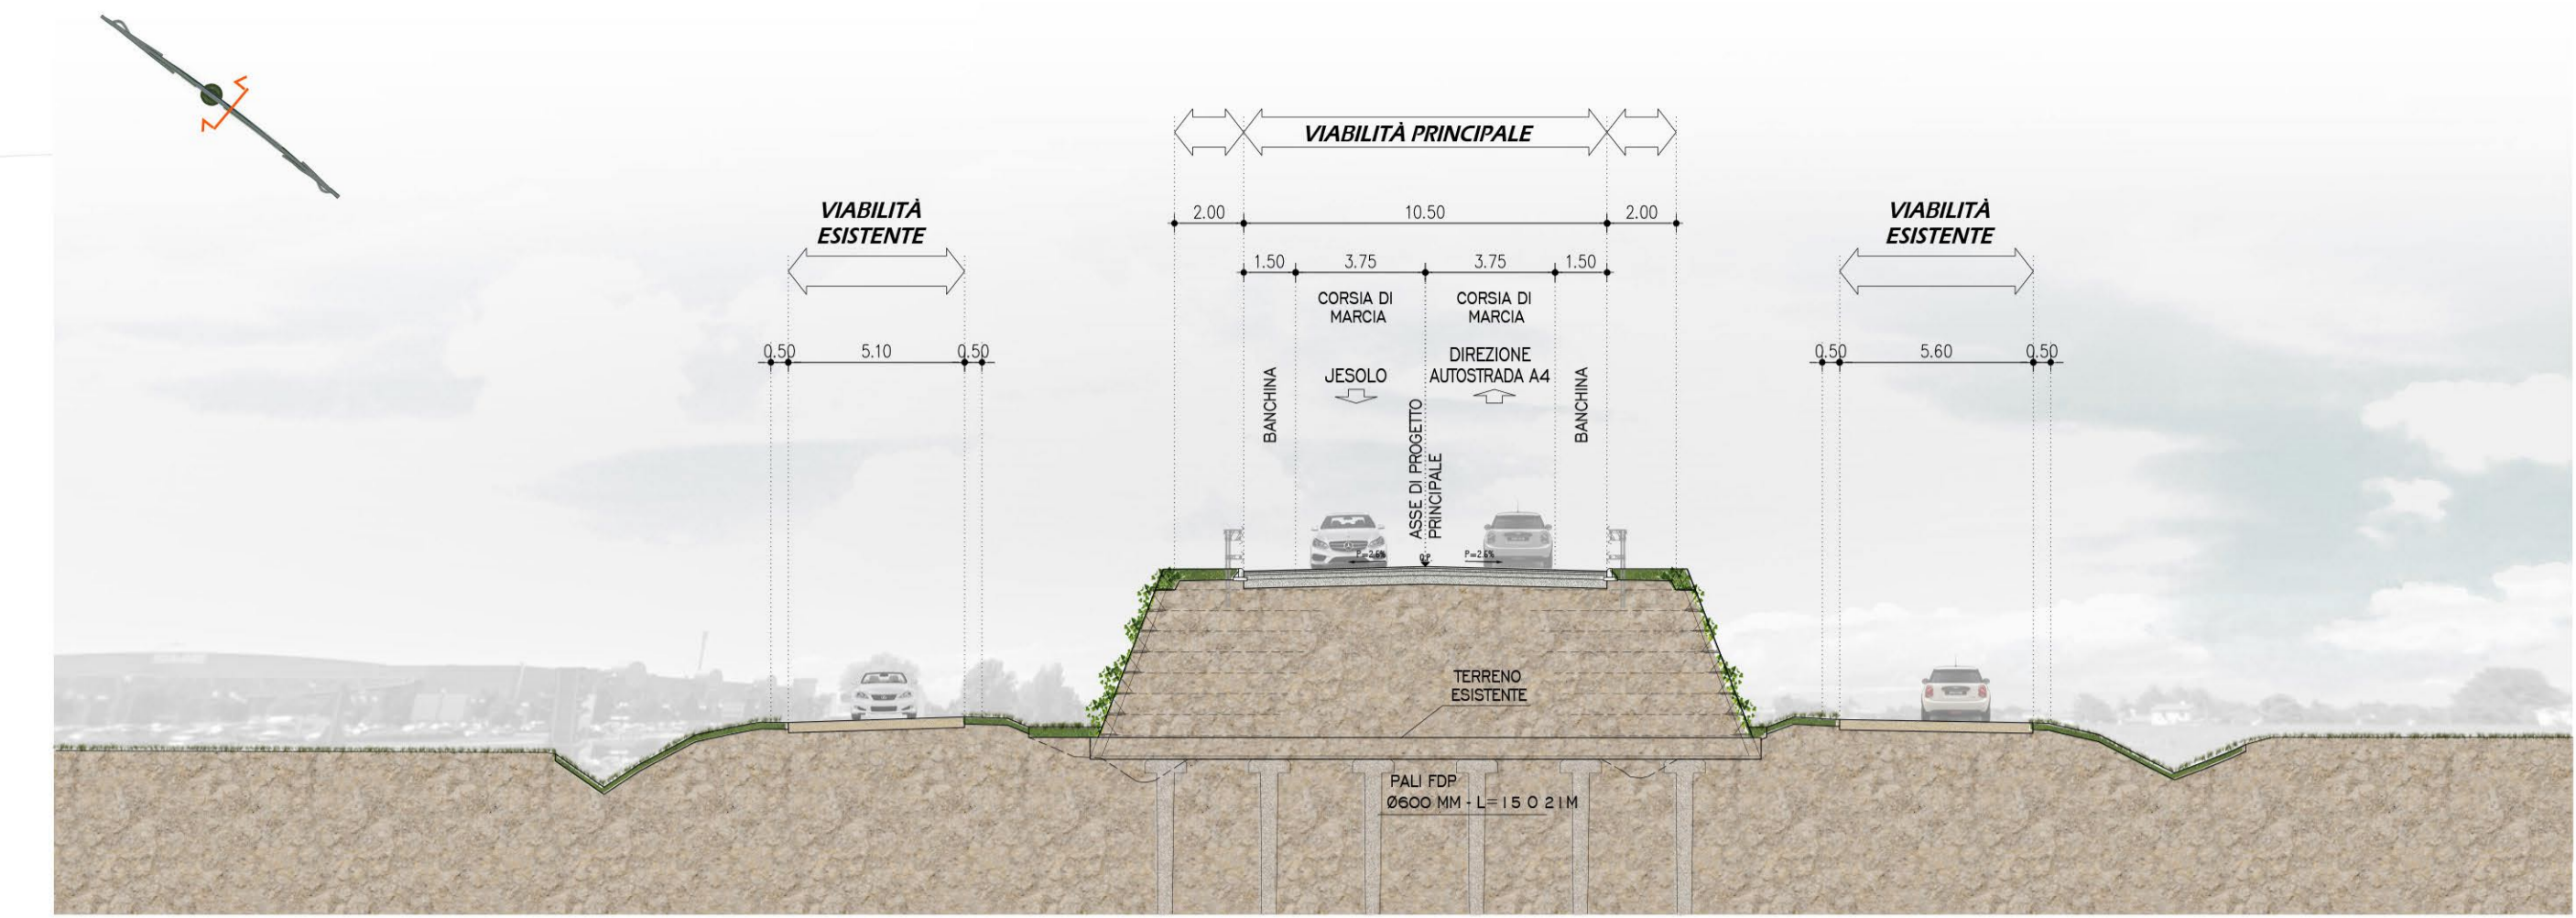 VIABILITÀ PRINCIPALE
VIABILITÀ
ESISTENTE
VIABILITÀ
ESISTENTE
2.00 10.50 2.00
1.50 3.75 3.75 1.50
CORSIA DI
MARCIA
CORSIA DI
MARCIA
0.50 5.10 0.50
JESOLO
DIREZIONE
AUTOSTRADA A4
0.50 5.60 0.50
BANCHINA
ASSE DI PROGETTO
PRINCIPALE
BANCHINA
P=2.5% P=2.5%
TERRENO
ESISTENTE
PALI FDP
Ø600 MM - L=15 O 21M